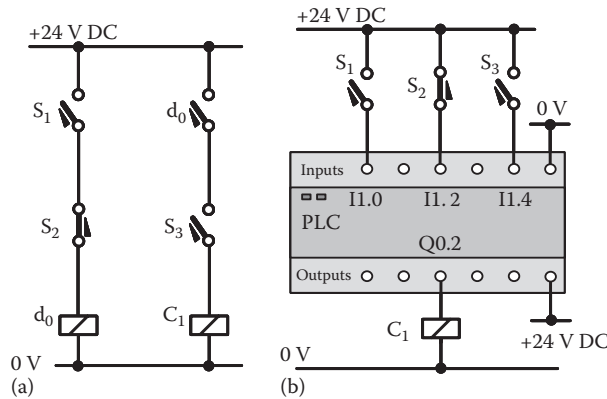 +24 V DC
S1
d0
S2
S3
d0
C1
0 V
(a)
+24 V DC
S1
S2
S3
0 V
Inputs
I1.0
I1. 2
I1.4
PLC
Q0.2
Outputs
C1
+24 V DC
0 V
(b)